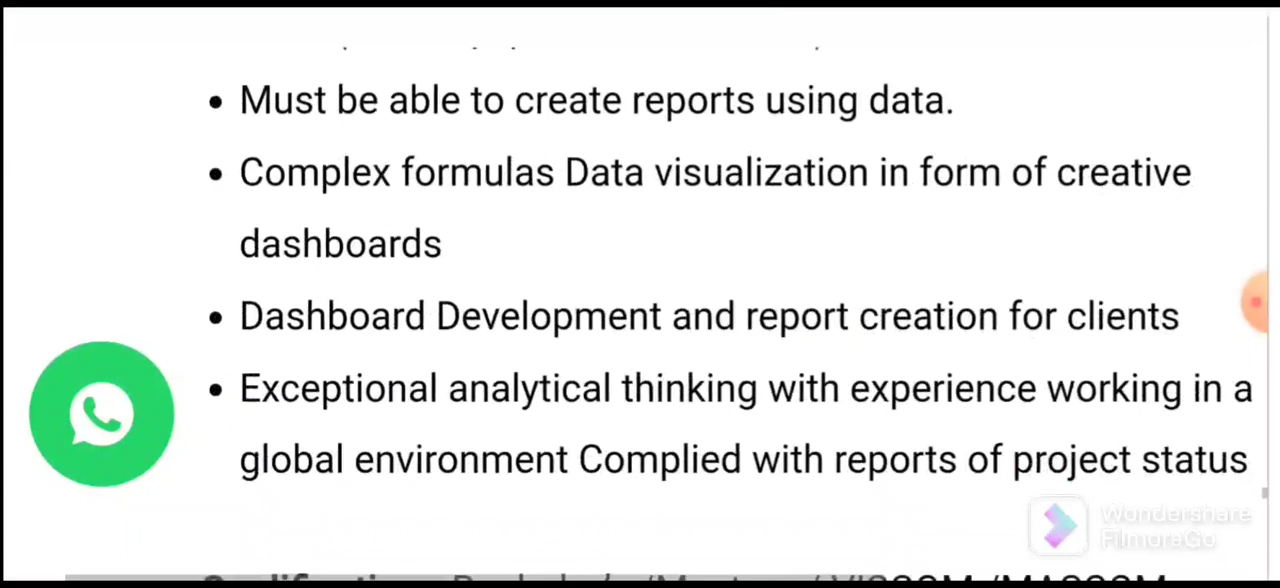 • Must be able to create reports using data.
• Complex formulas Data visualization in form of creative
dashboards
• Dashboard Development and report creation for clients
• Exceptional analytical thinking with experience working in a
global environment Complied with reports of project status
Wondershare
FilmoraGo